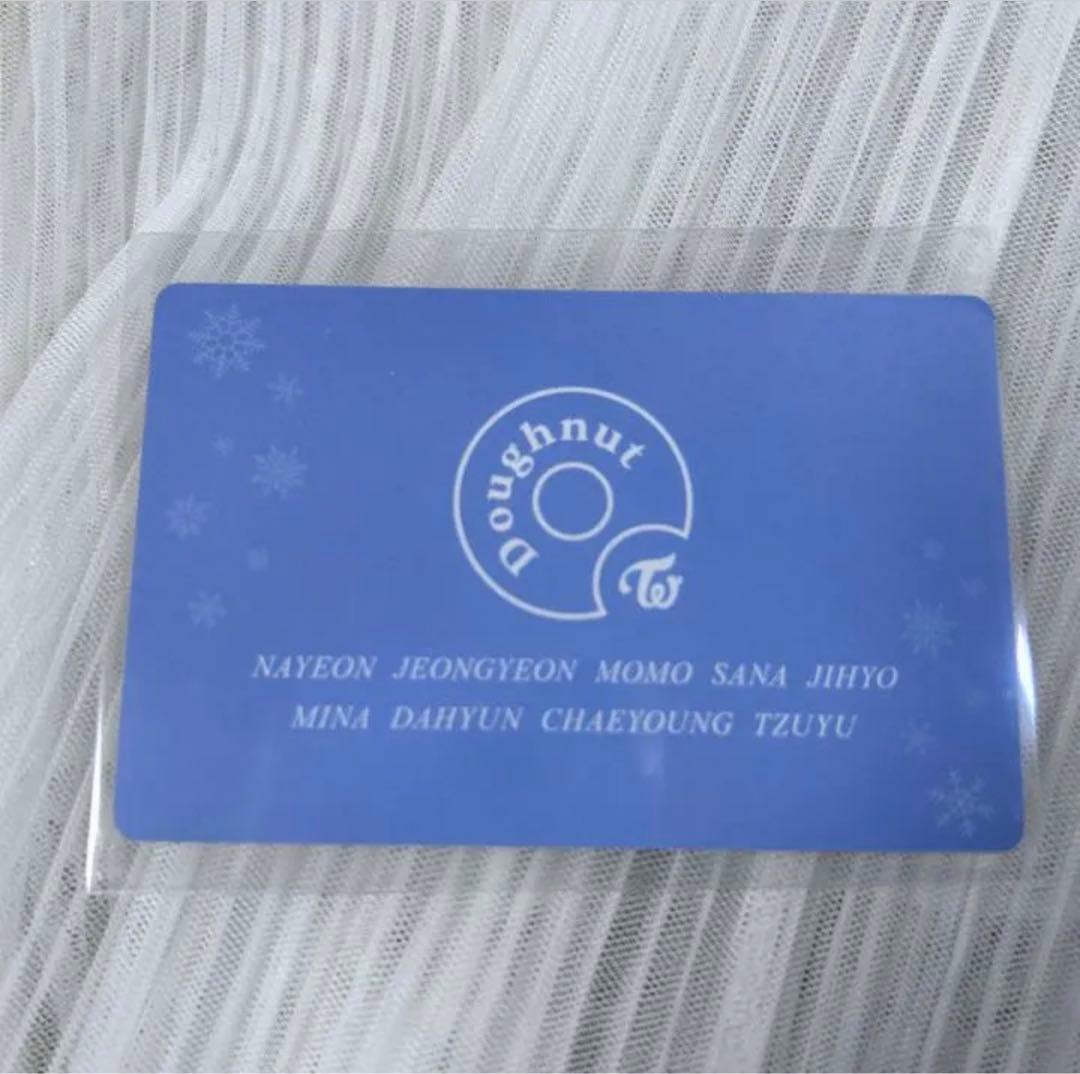 Doughnut
TW
NAYEON JEONGYEON MOMO SANA JIHYO
MINA DAHYUN CHAEYOUNG TZUYU